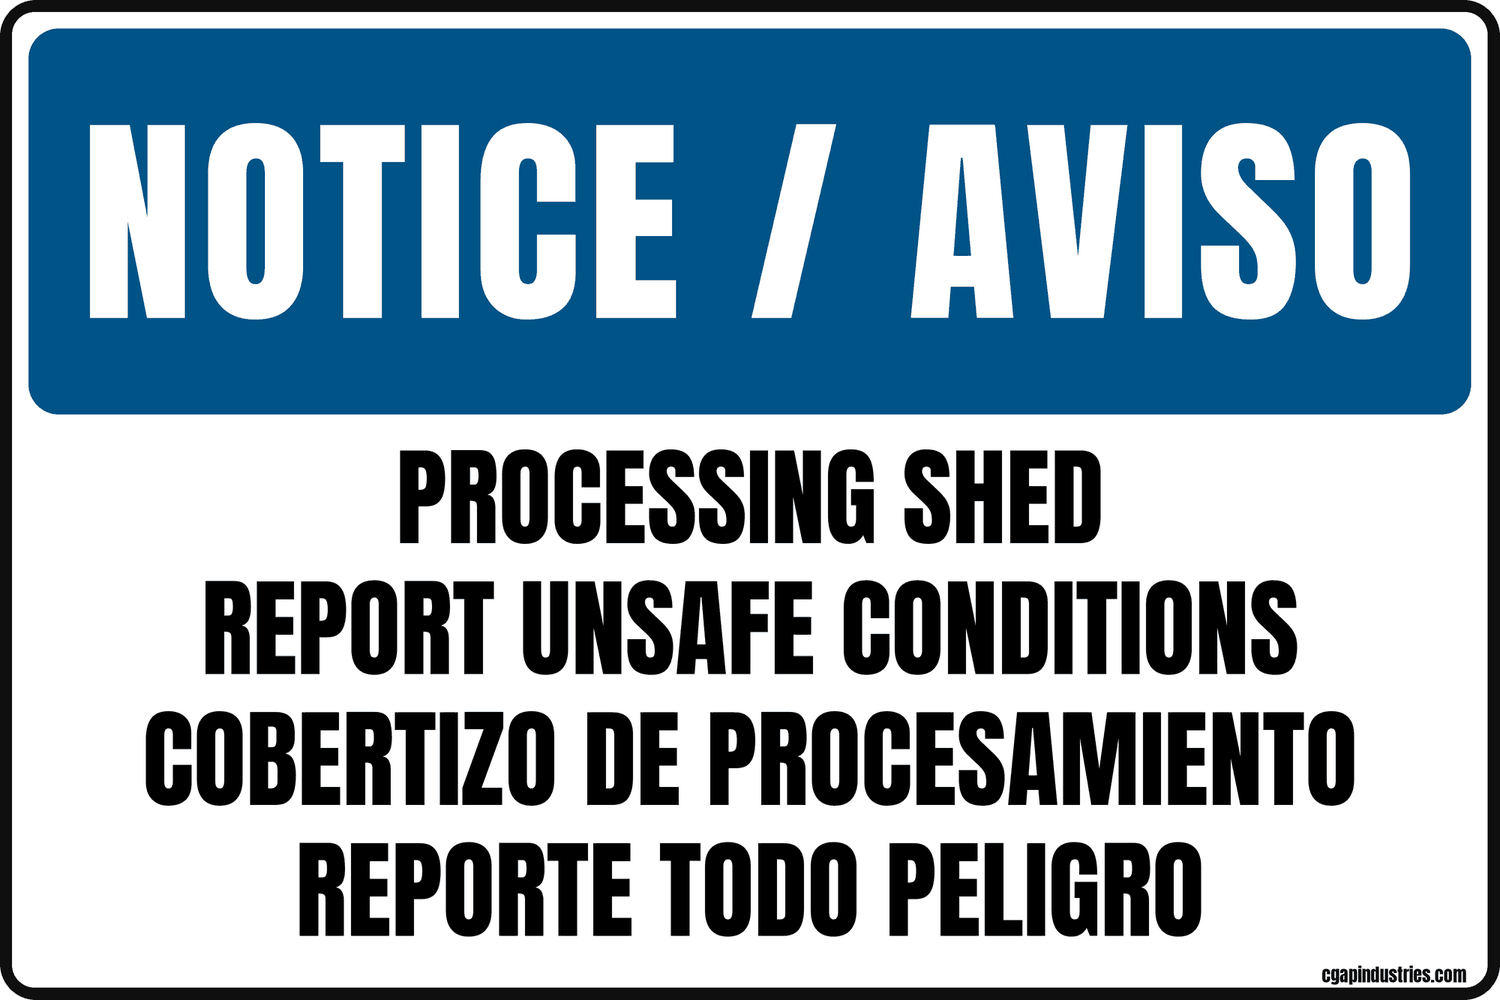 NOTICE / AVISO
PROCESSING SHED
REPORT UNSAFE CONDITIONS
COBERTIZO DE PROCESAMIENTO
REPORTE TODO PELIGRO
cgapindustries.com